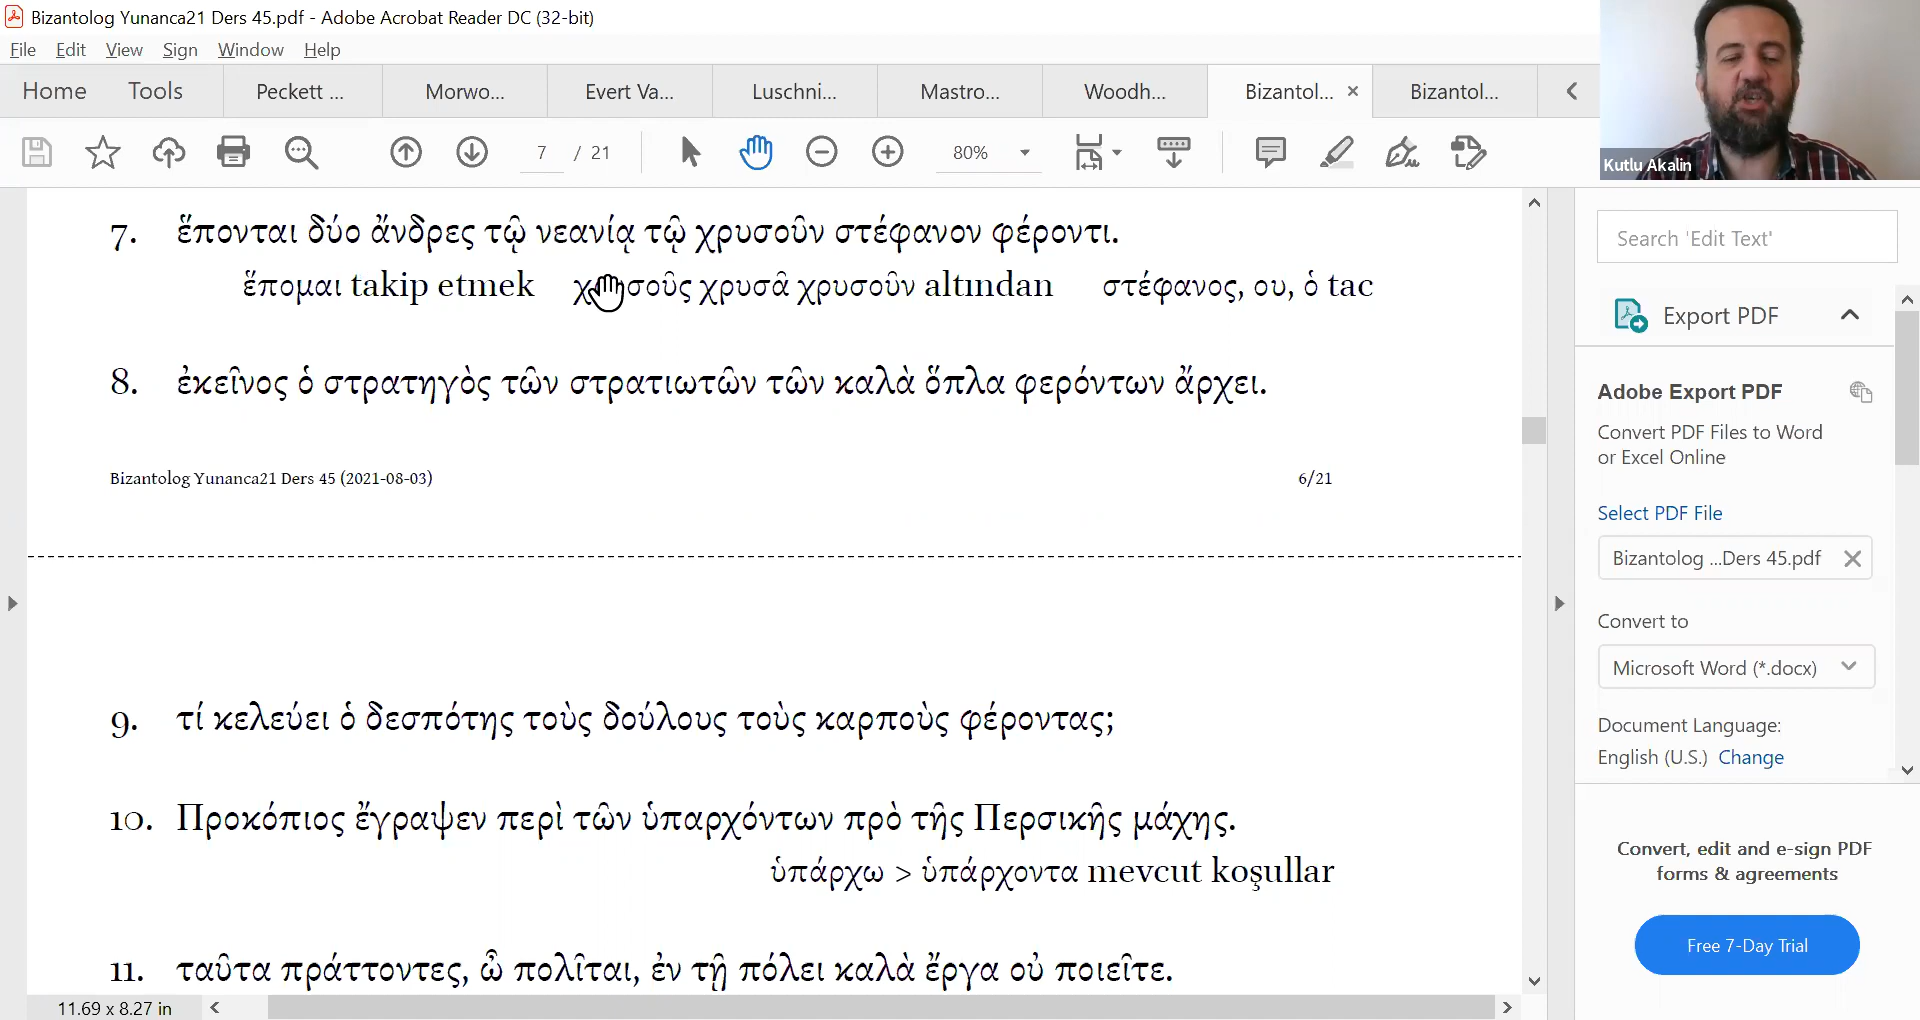 Bizantolog Yunanca21 Ders 45.pdf - Adobe Acrobat Reader DC (32-bit)
File Edit View Sign Window Help
Home Tools Peckett ... Morwo... Evert Va... Luschni... Mastro... Woodh... Bizantol... Bizantol...
7 / 21 80%
Kutlu Akalin
7. ἕπονται δύο ἄνδρες τῷ νεανίᾳ τῷ χρυσοῦν στέφανον φέροντι.
ἕπομαι takip etmek χρυσοῦς χρυσᾶ χρυσοῦν altından στέφανος, ου, ὁ tac
8. ἐκεῖνος ὁ στρατηγὸς τῶν στρατιωτῶν τῶν καλὰ ὅπλα φερόντων ἄρχει.
Bizantolog Yunanca21 Ders 45 (2021-08-03) 6/21
9. τί κελεύει ὁ δεσπότης τοὺς δούλους τοὺς καρποὺς φέροντας;
10. Προκόπιος ἔγραψεν περὶ τῶν ὑπαρχόντων πρὸ τῆς Περσικῆς μάχης.
ὑπάρχω > ὑπάρχοντα mevcut koşullar
11. ταῦτα πράττοντες, ὦ πολῖται, ἐν τῇ πόλει καλὰ ἔργα οὐ ποιεῖτε.
11.69 x 8.27 in
Search 'Edit Text'
Export PDF
Adobe Export PDF
Convert PDF Files to Word
or Excel Online
Select PDF File
Bizantolog ...Ders 45.pdf
Convert to
Microsoft Word (*.docx)
Document Language:
English (U.S.) Change
Convert, edit and e-sign PDF
forms & agreements
Free 7-Day Trial